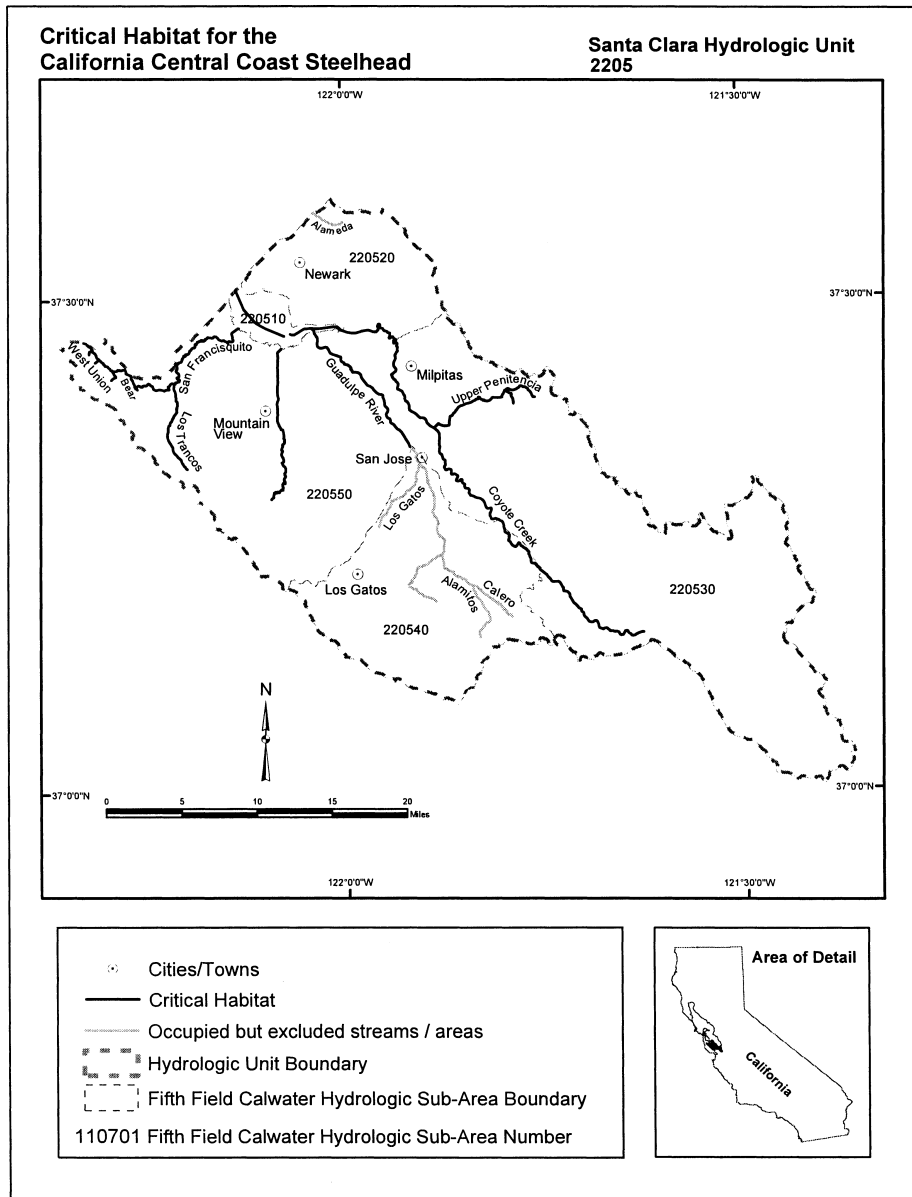 Critical Habitat for the
California Central Coast Steelhead
Santa Clara Hydrologic Unit
2205
122°0'0"W
121°30'0"W
Alameda
220520
Newark
37°30'0"N
37°30'0"N
220510
West Union
Bear
San Francisquito
Los Trancos
Mountain
View
Guadulpe River
Milpitas
Upper Penitencia
San Jose
220550
Los Gatos
Coyote Creek
Los Gatos
Alamitos
Calero
220530
220540
N
37°0'0"N
37°0'0"N
0
5
10
15
20
Miles
122°0'0"W
121°30'0"W
Cities/Towns
Critical Habitat
Occupied but excluded streams / areas
Hydrologic Unit Boundary
Fifth Field Calwater Hydrologic Sub-Area Boundary
110701 Fifth Field Calwater Hydrologic Sub-Area Number
Area of Detail
California